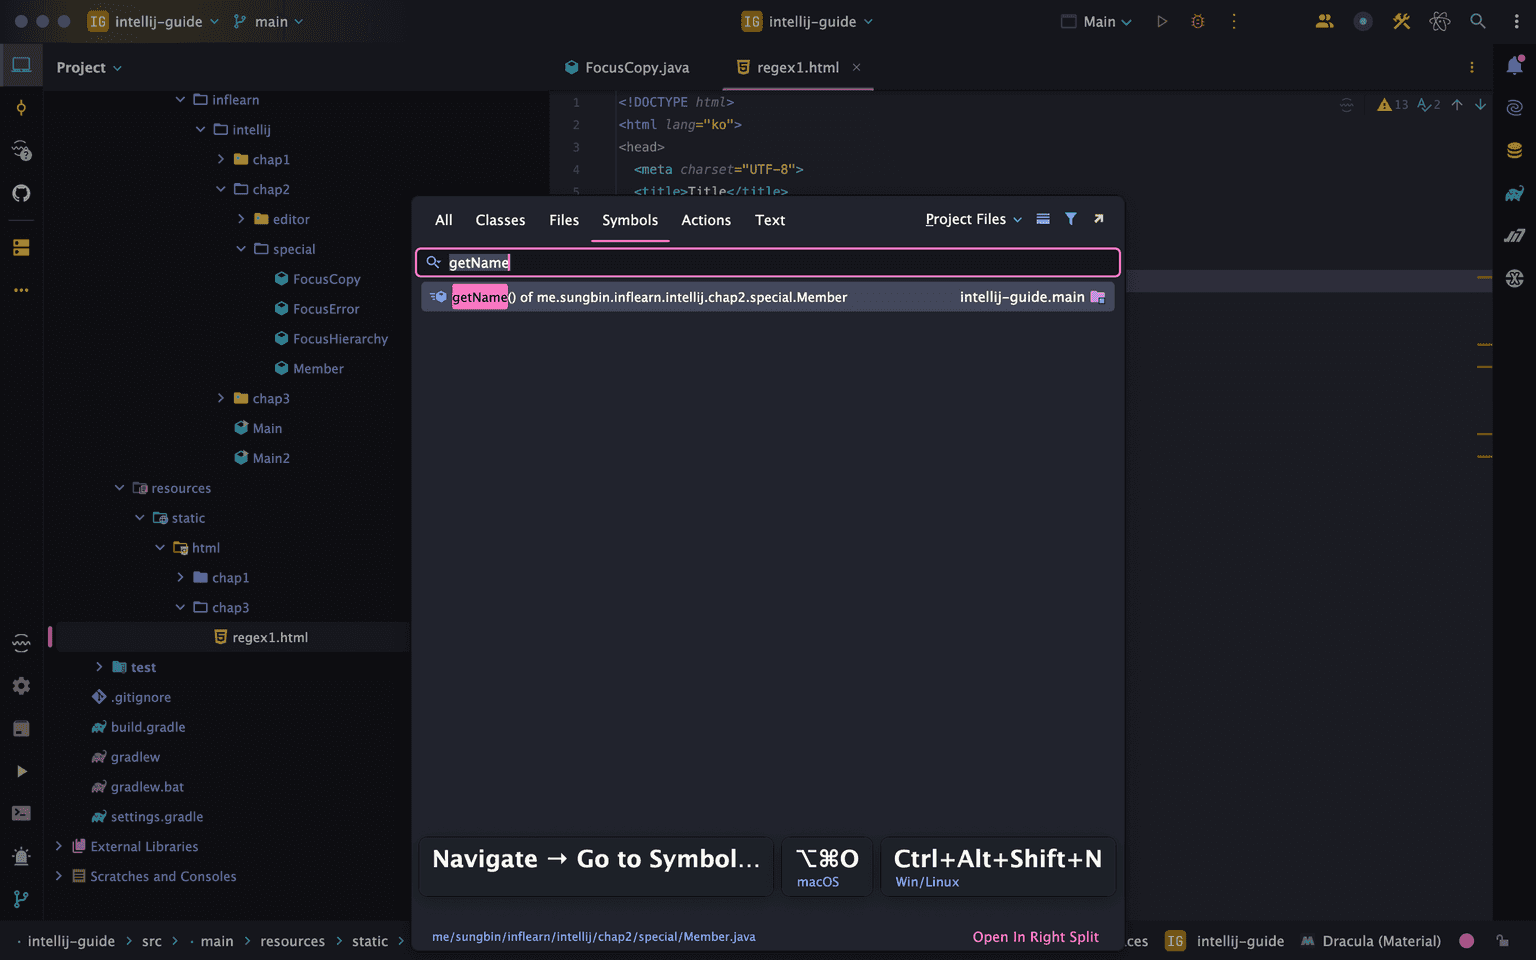 IG intellij-guide main
IG intellij-guide
Main
Project
FocusCopy.java
regex1.html
inflearn
intellij
chap1
chap2
editor
special
FocusCopy
FocusError
FocusHierarchy
Member
chap3
Main
Main2
resources
static
html
chap1
chap3
regex1.html
test
.gitignore
build.gradle
gradlew
gradlew.bat
settings.gradle
External Libraries
Scratches and Consoles
1 <!DOCTYPE html>
2 <html lang="ko">
3 <head>
4 <meta charset="UTF-8">
5 <title>Title</title>
13 2
All Classes Files Symbols Actions Text
Project Files
getName
getName() of me.sungbin.inflearn.intellij.chap2.special.Member intellij-guide.main
Navigate → Go to Symbol...
⌥⌘O
macOS
Ctrl+Alt+Shift+N
Win/Linux
me/sungbin/inflearn/intellij/chap2/special/Member.java
Open In Right Split
intellij-guide > src > main > resources > static >
ces IG intellij-guide Dracula (Material)